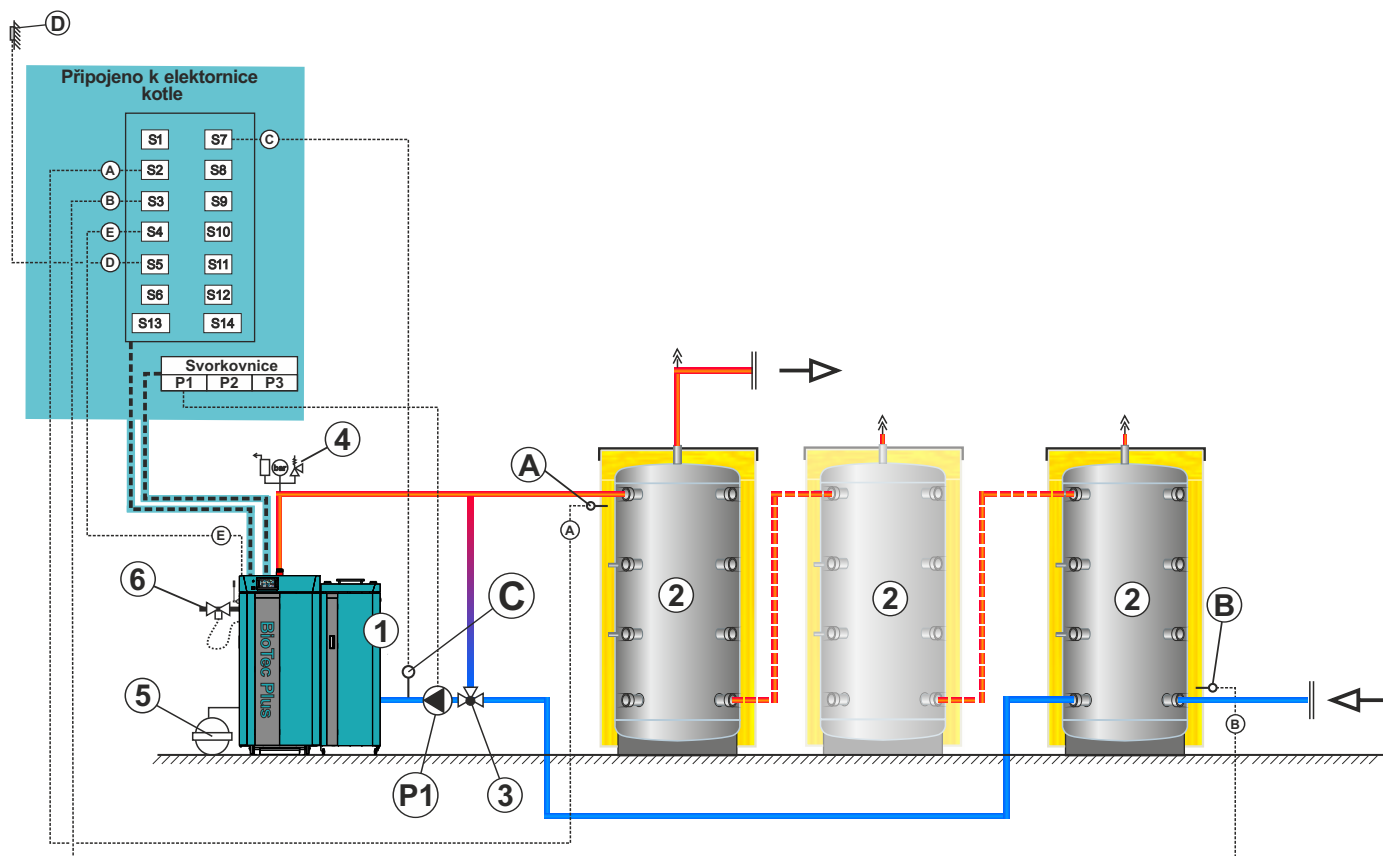 D
Připojeno k elektornice
kotle
S1 S7 C
A S2 S8
B S3 S9
E S4 S10
D S5 S11
S6 S12
S13 S14
Svorkovnice
P1 P2 P3
bar 4
A
A
E
6
2 2 2
C
B
1
BioTec Plus
5
B
P1 3